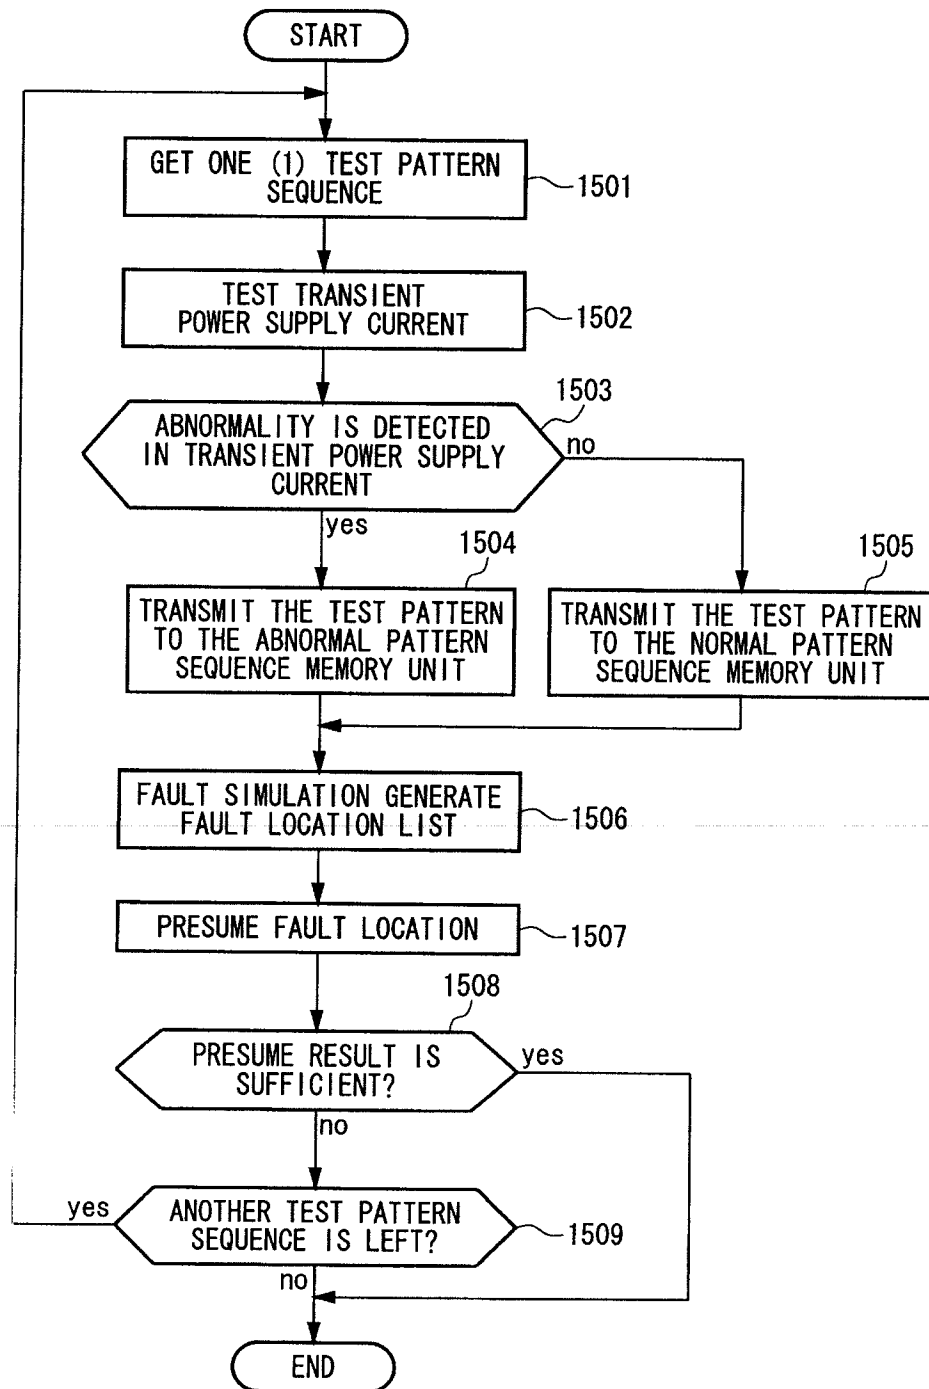 START
GET ONE (1) TEST PATTERN
SEQUENCE
1501
TEST TRANSIENT
POWER SUPPLY CURRENT
1502
1503
ABNORMALITY IS DETECTED
IN TRANSIENT POWER SUPPLY
CURRENT
no
yes
1504
1505
TRANSMIT THE TEST PATTERN
TO THE ABNORMAL PATTERN
SEQUENCE MEMORY UNIT
TRANSMIT THE TEST PATTERN
TO THE NORMAL PATTERN
SEQUENCE MEMORY UNIT
FAULT SIMULATION GENERATE
FAULT LOCATION LIST
1506
PRESUME FAULT LOCATION
1507
1508
PRESUME RESULT IS
SUFFICIENT?
yes
no
yes
ANOTHER TEST PATTERN
SEQUENCE IS LEFT?
1509
no
END